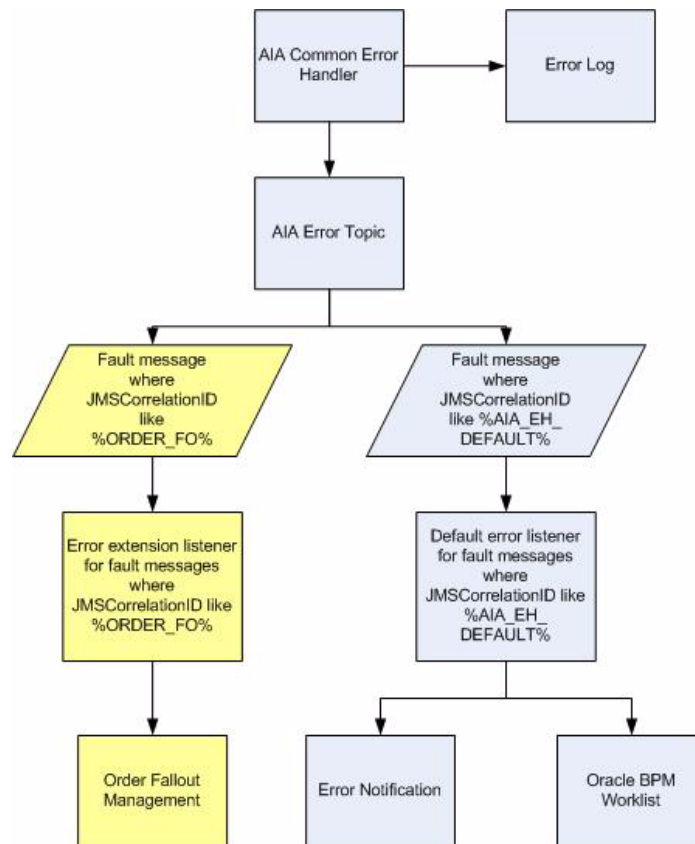 AIA Common Error
Handler
Error Log
AIA Error Topic
Fault message
where
JMSCorrelationID
like
%ORDER_FO%
Fault message
where
JMSCorrelationID
like %AIA_EH_
DEFAULT%
Error extension listener
for fault messages
where
JMSCorrelationID like
%ORDER_FO%
Default error listener
for fault messages
where
JMSCorrelationID like
%AIA_EH_
DEFAULT%
Order Fallout
Management
Error Notification
Oracle BPM
Worklist